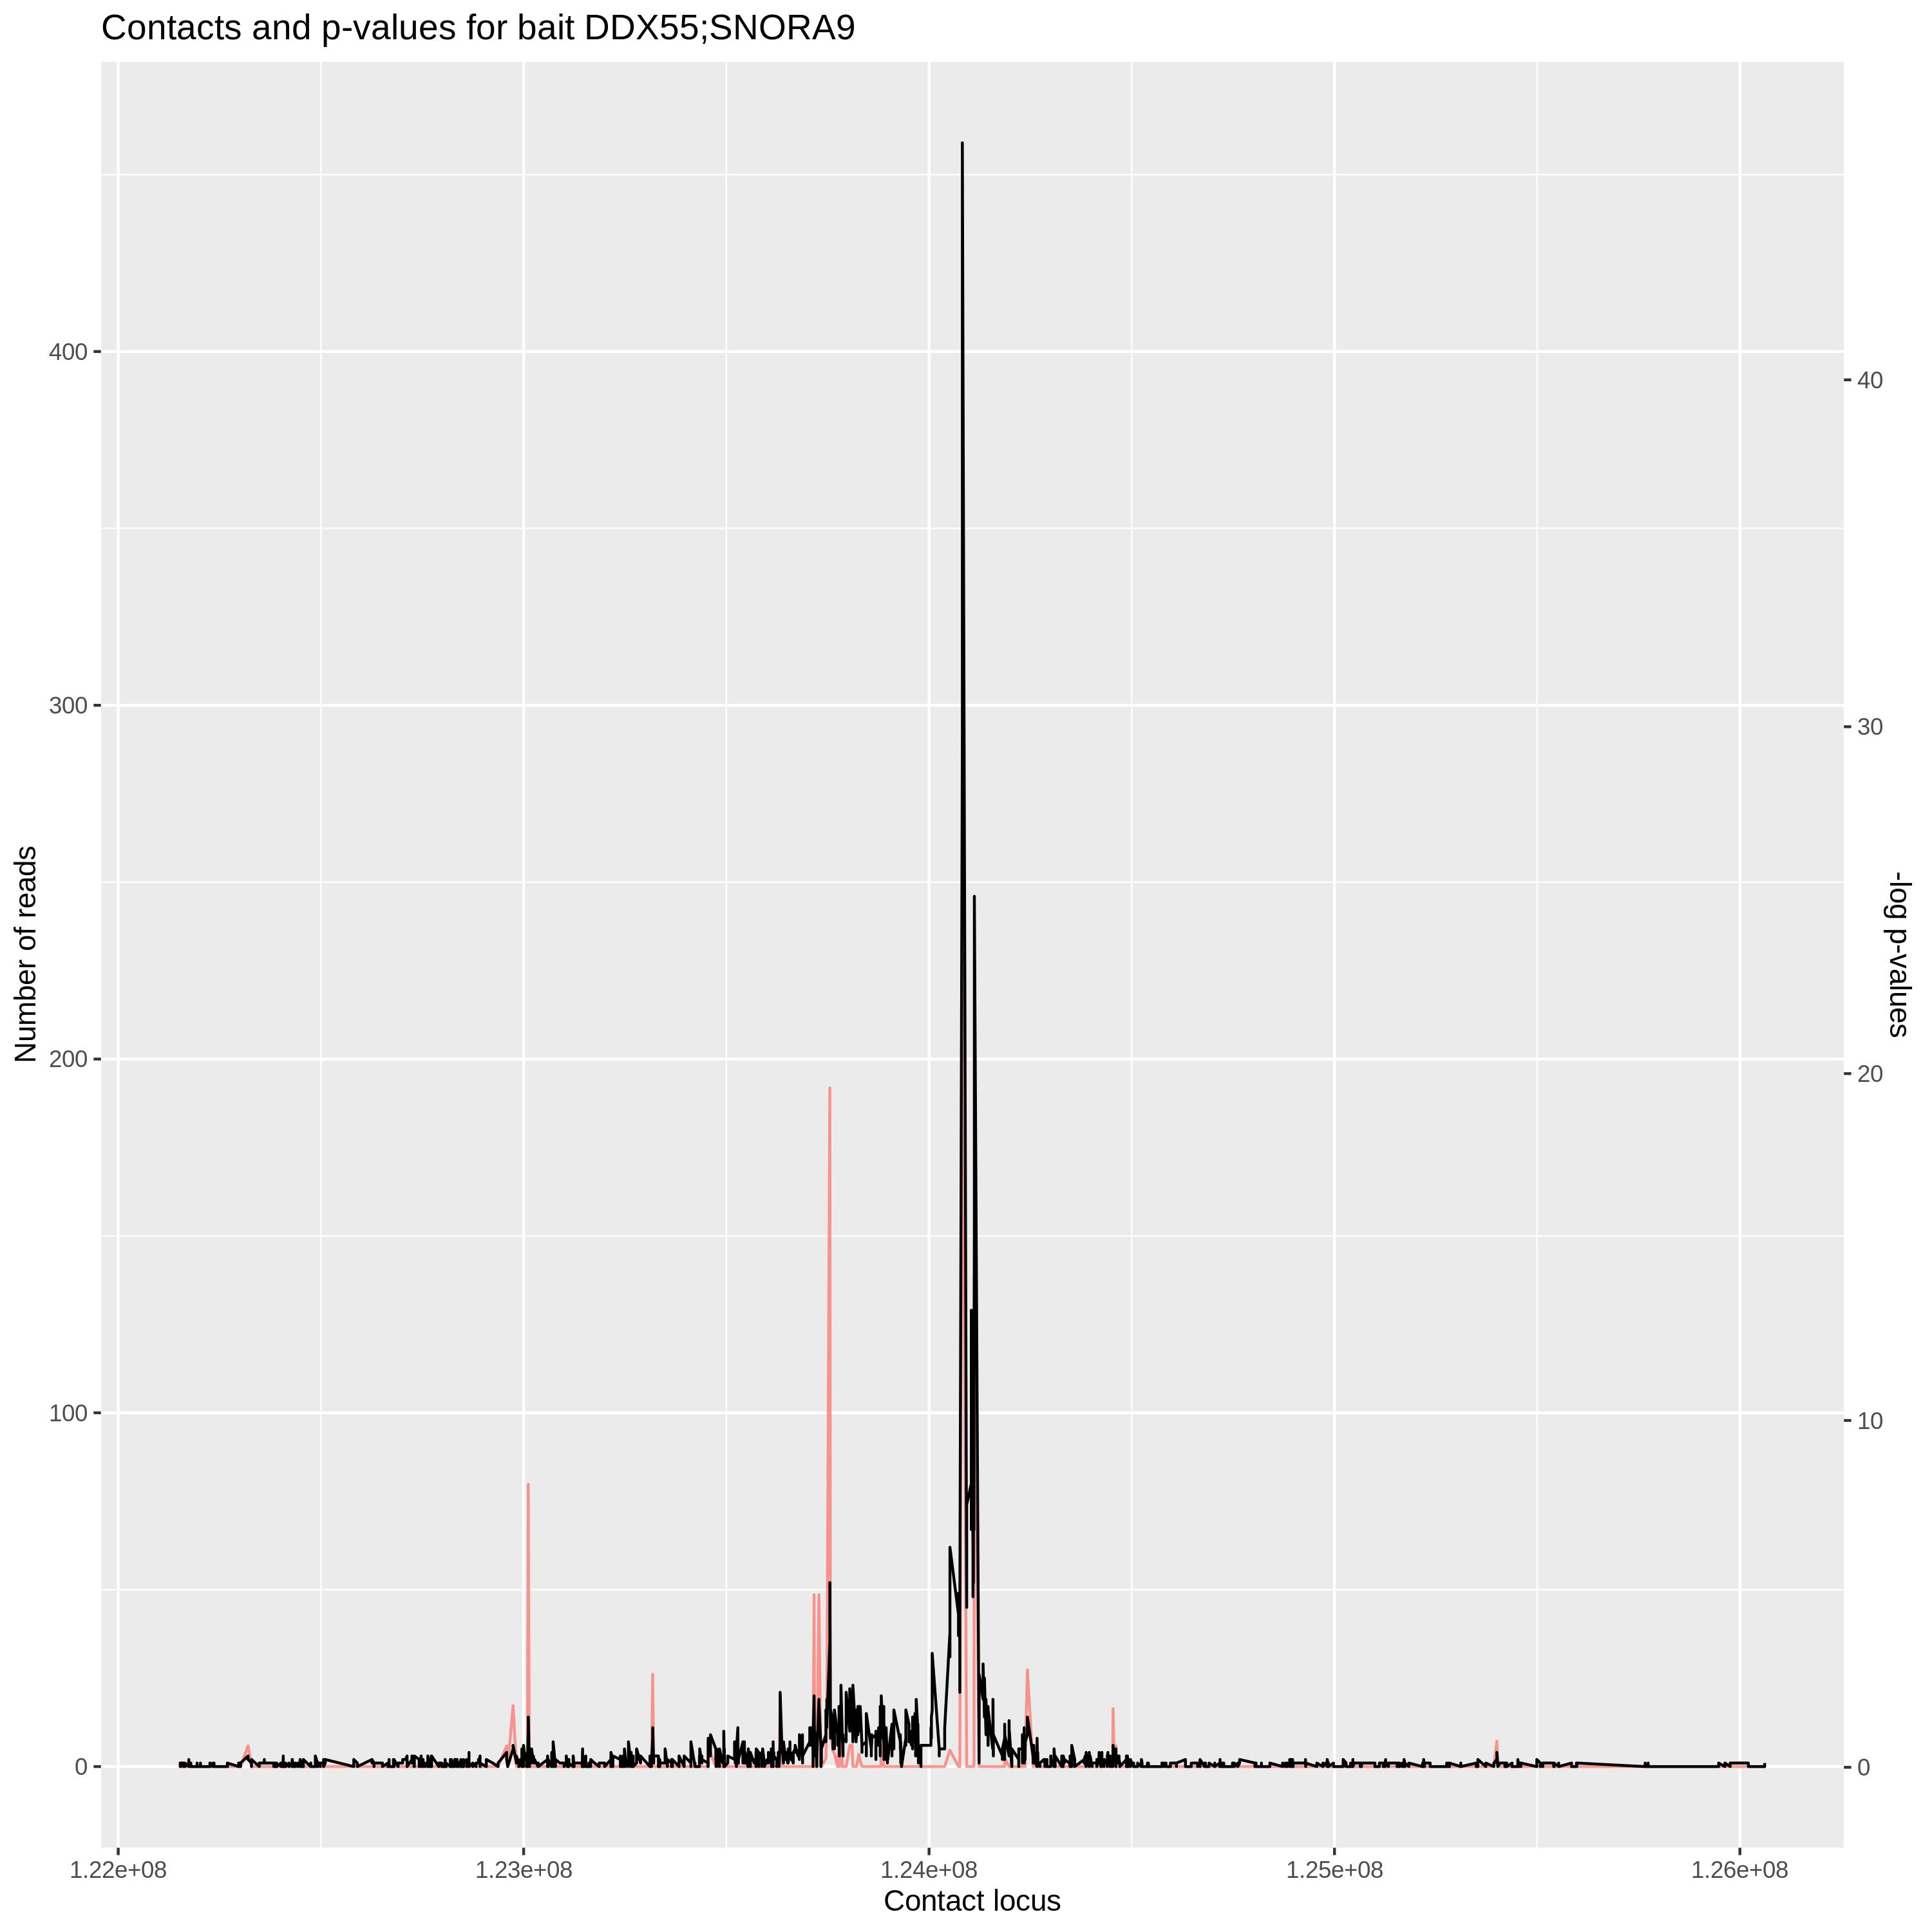 Contacts and p-values for bait DDX55;SNORA9
Number of reads
400
300
200
100
0
40
30
20
10
0
-log p-values
1.22e+08 1.23e+08 1.24e+08 1.25e+08 1.26e+08
Contact locus